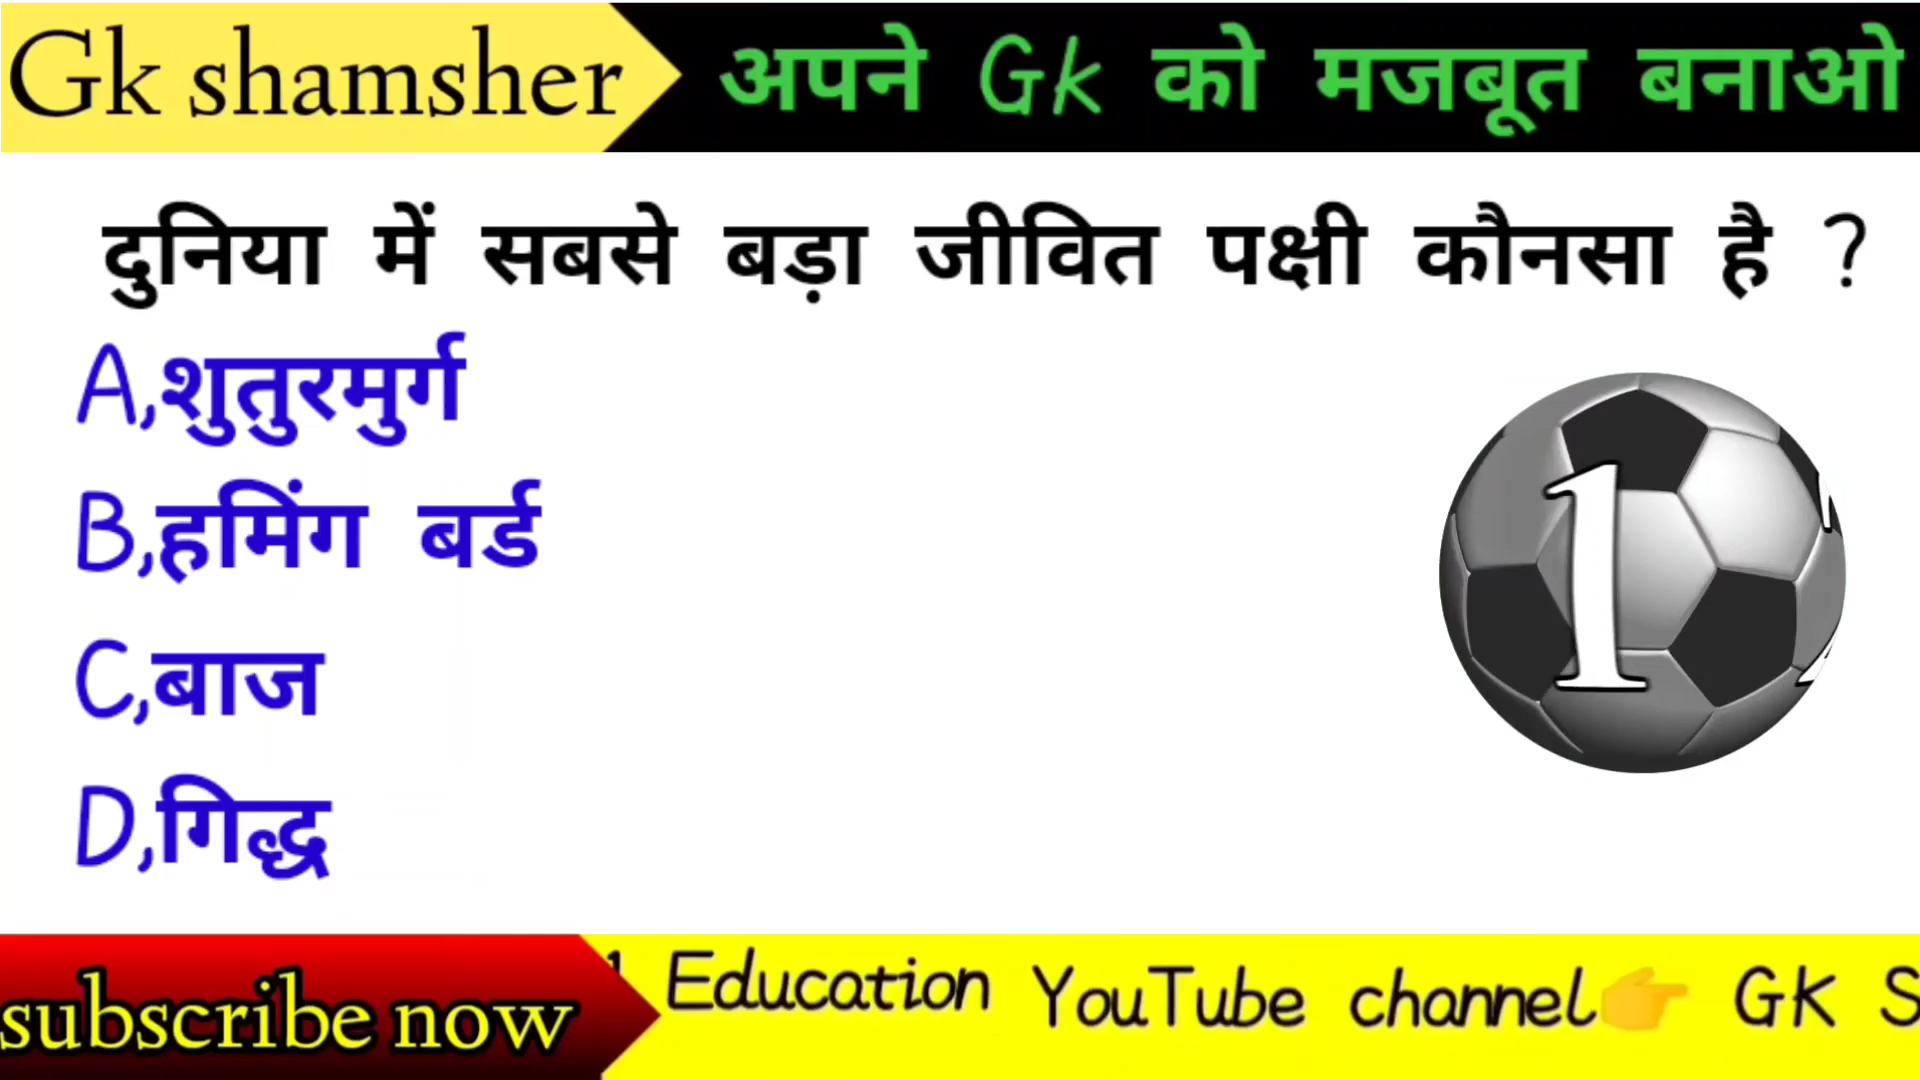 Gk shamsher
अपने Gk को मजबूत बनाओ
दुनिया में सबसे बड़ा जीवित पक्षी कौनसा है ?
A,शुतुरमुर्ग
B,हमिंग बर्ड
C,बाज
D,गिद्ध
1
subscribe now
Education YouTube channel👉 GK S